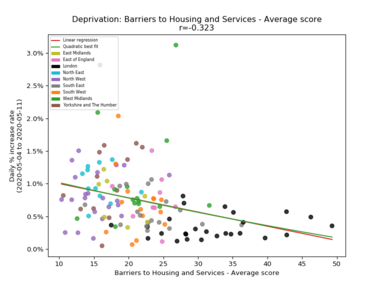 Deprivation: Barriers to Housing and Services - Average score
r=-0.323
Daily % increase rate
(2020-05-04 to 2020-05-11)
3.0%
2.5%
2.0%
1.5%
1.0%
0.5%
0.0%
Linear regression
Quadratic best fit
East Midlands
East of England
London
North East
North West
South East
South West
West Midlands
Yorkshire and The Humber
10
15
20
25
30
35
40
45
50
Barriers to Housing and Services - Average score